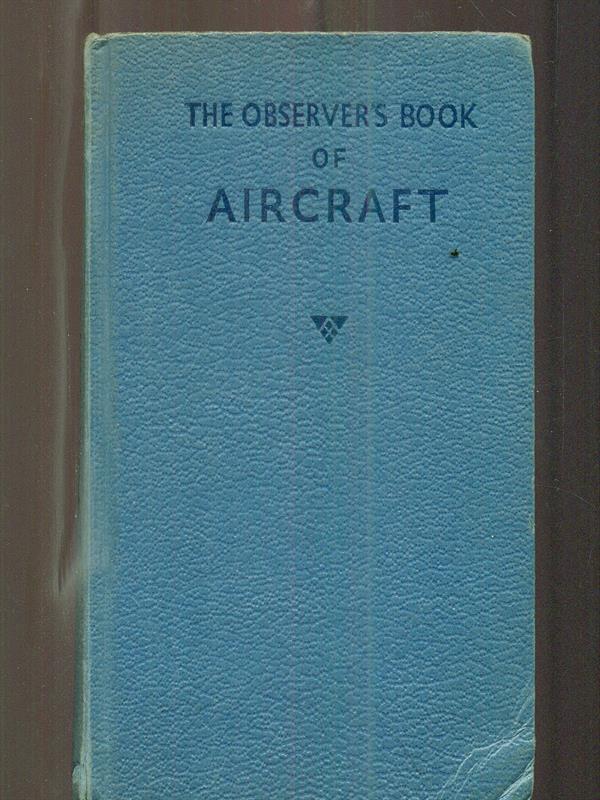 THE OBSERVER'S BOOK
OF
AIRCRAFT